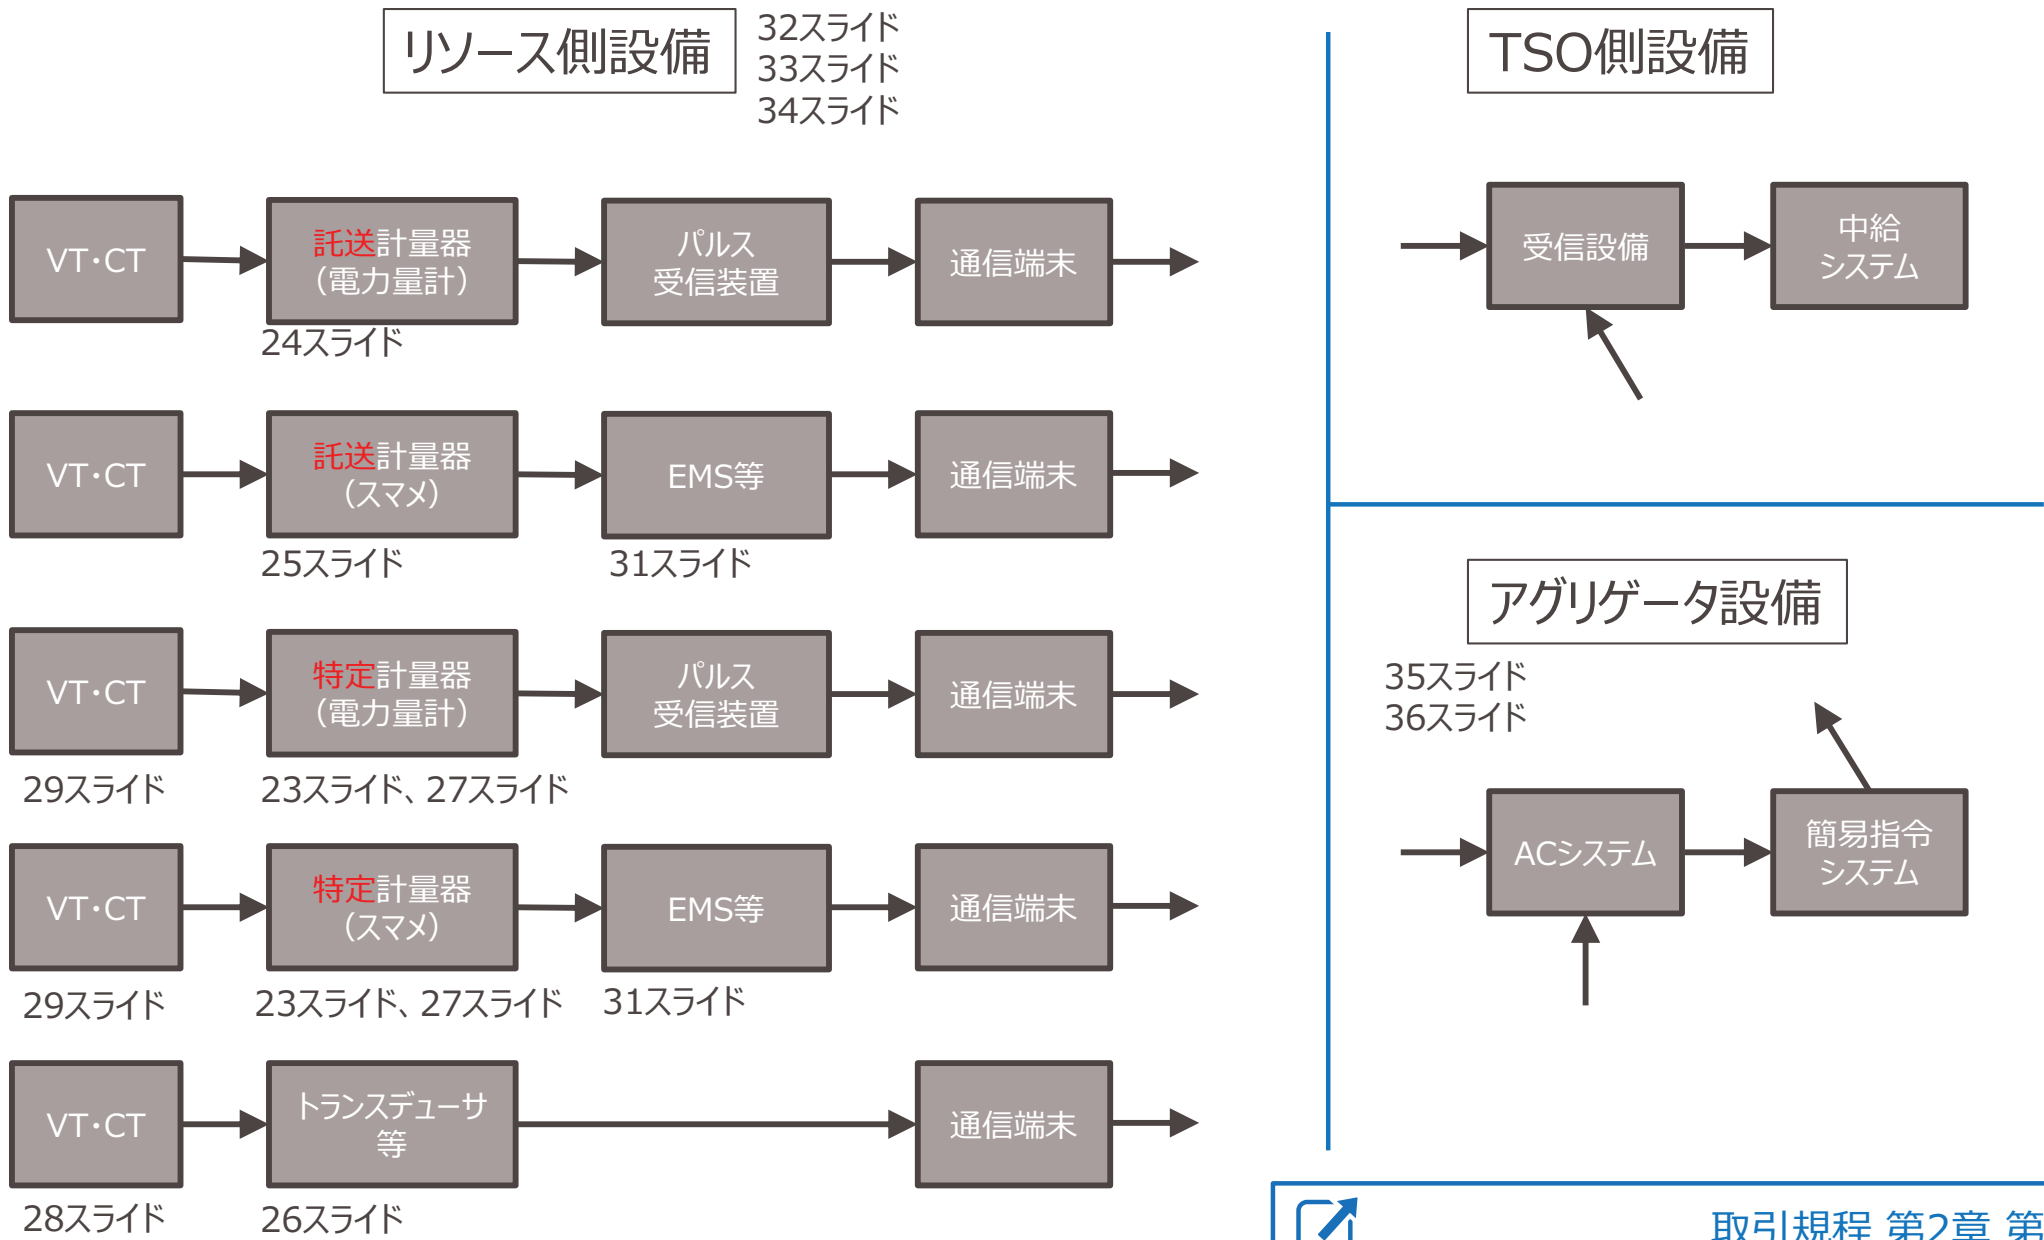 リソース側設備
32スライド
33スライド
34スライド
VT・CT
託送計量器
（電力量計）
パルス
受信装置
通信端末
24スライド
VT・CT
託送計量器
（スマメ）
EMS等
通信端末
25スライド
31スライド
VT・CT
特定計量器
（電力量計）
パルス
受信装置
通信端末
29スライド
23スライド、27スライド
VT・CT
特定計量器
（スマメ）
EMS等
通信端末
29スライド
23スライド、27スライド
31スライド
VT・CT
トランスデューサ
等
通信端末
28スライド
26スライド
TSO側設備
受信設備
中給
システム
アグリゲータ設備
35スライド
36スライド
ACシステム
簡易指令
システム
取引規程 第2章 第